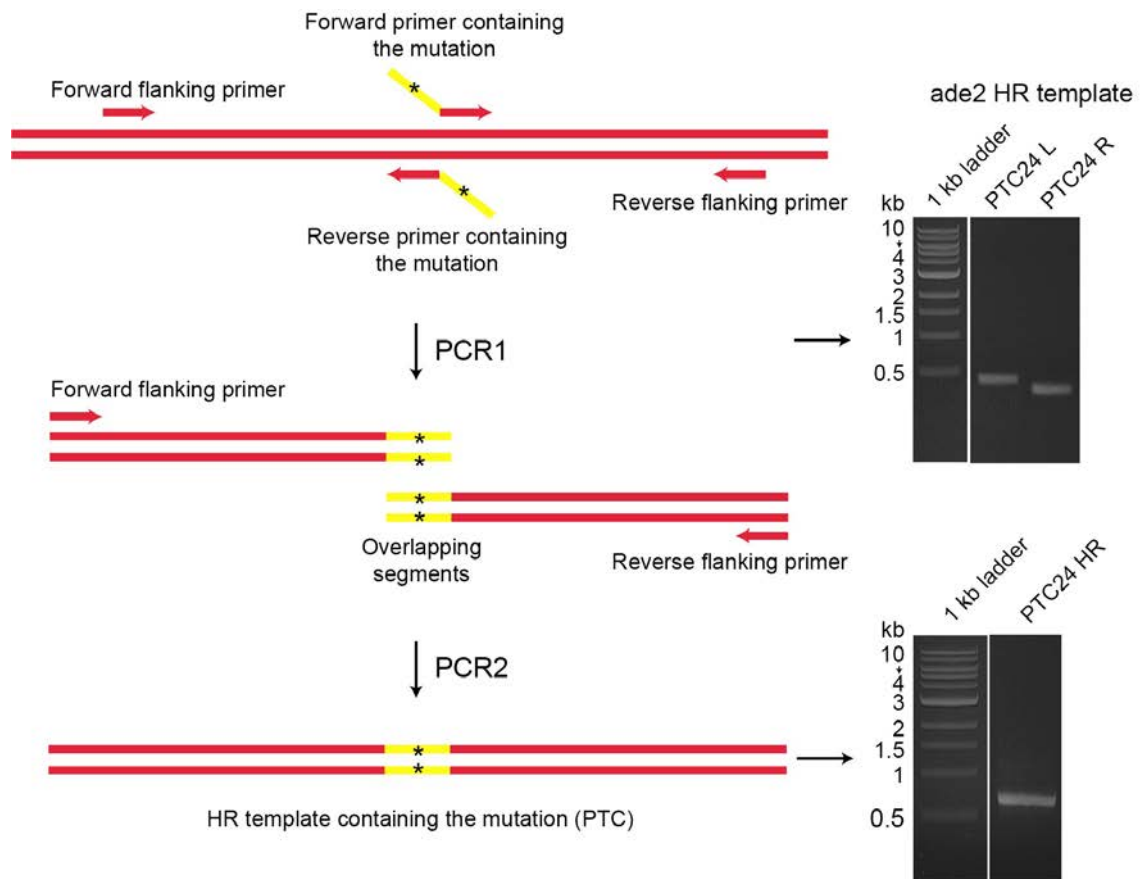 Forward primer containing
the mutation
*
Forward flanking primer
*
Reverse flanking primer
Reverse primer containing
the mutation
PCR1
Forward flanking primer
*
*
*
*
Overlapping
segments
Reverse flanking primer
PCR2
*
*
HR template containing the mutation (PTC)
ade2 HR template
1 kb ladder
PTC24 L
PTC24 R
kb
10
4
3
2
1.5
1
0.5
1 kb ladder
PTC24 HR
kb
10
4
3
2
1.5
1
0.5